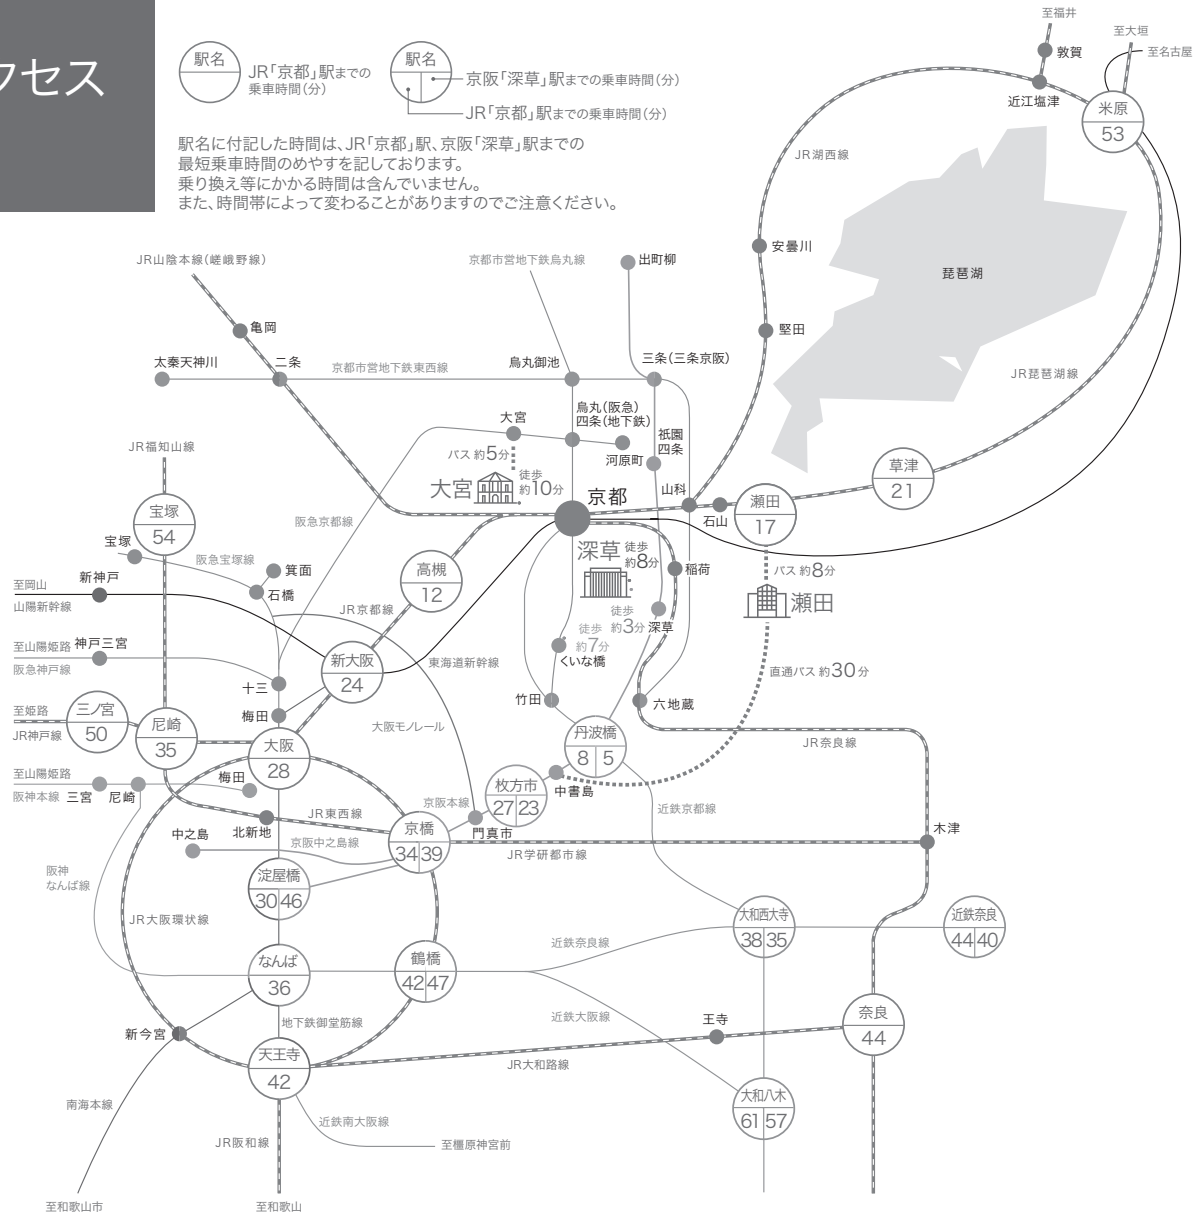 クセス
駅名
JR「京都」駅までの
乗車時間(分)
駅名
京阪「深草」駅までの乗車時間(分)
JR「京都」駅までの乗車時間(分)
駅名に付記した時間は、JR「京都」駅、京阪「深草」駅までの
最短乗車時間のめやすを記しております。
乗り換え等にかかる時間は含んでいません。
また、時間帯によって変わることがありますのでご注意ください。
至福井
至大垣
至名古屋
敦賀
近江塩津
米原
53
JR湖西線
安曇川
琵琶湖
堅田
JR琵琶湖線
JR山陰本線(嵯峨野線)
京都市営地下鉄烏丸線
出町柳
亀岡
太秦天神川
二条
京都市営地下鉄東西線
烏丸御池
三条(三条京阪)
大宮
烏丸(阪急)
四条(地下鉄)
河原町
祇園
四条
バス 約5分
大宮
徒歩
約10分
京都
山科
石山
瀬田
17
草津
21
JR福知山線
宝塚
54
宝塚
阪急宝塚線
阪急京都線
箕面
石橋
新神戸
至岡山
山陽新幹線
高槻
12
JR京都線
深草
徒歩
約8分
稲荷
バス 約8分
瀬田
徒歩
約3分
深草
徒歩
約7分
くいな橋
直通バス 約30分
至山陽姫路
神戸三宮
阪急神戸線
新大阪
24
東海道新幹線
十三
梅田
竹田
六地蔵
至姫路
JR神戸線
三ノ宮
50
尼崎
35
大阪
28
大阪モノレール
丹波橋
8
5
JR奈良線
至山陽姫路
阪神本線
三宮
尼崎
梅田
枚方市
27
23
中書島
近鉄京都線
京阪本線
門真市
JR東西線
北新地
中之島
京阪中之島線
京橋
34
39
JR学研都市線
木津
阪神
なんば線
淀屋橋
30
46
JR大阪環状線
大和西大寺
38
35
近鉄奈良
44
40
近鉄奈良線
なんば
36
鶴橋
42
47
近鉄大阪線
新今宮
地下鉄御堂筋線
王寺
奈良
44
天王寺
42
JR大和路線
大和八木
61
57
南海本線
近鉄南大阪線
至橿原神宮前
JR阪和線
至和歌山市
至和歌山